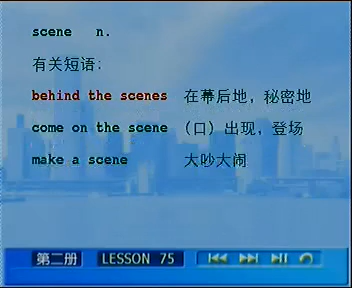 scene n.
有关短语:
behind the scenes 在幕后地，秘密地
come on the scene （口）出现，登场
make a scene 大吵大闹
第二册 LESSON 75